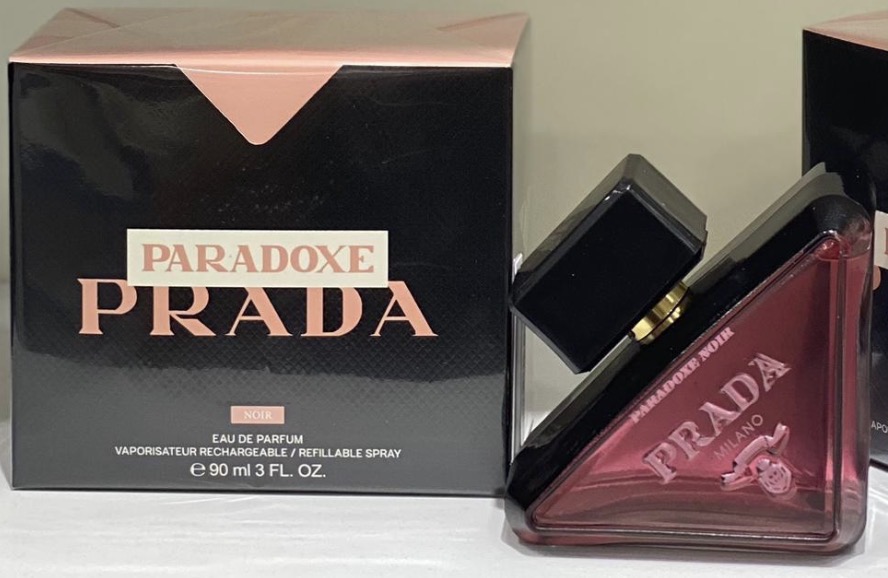 PARADOXE
PRADA
NOIR
EAU DE PARFUM
VAPORISATEUR RECHARGEABLE / REFILLABLE SPRAY
℮ 90 ml 3 FL. OZ.
PARADOXE NOIR
PRADA
MILANO